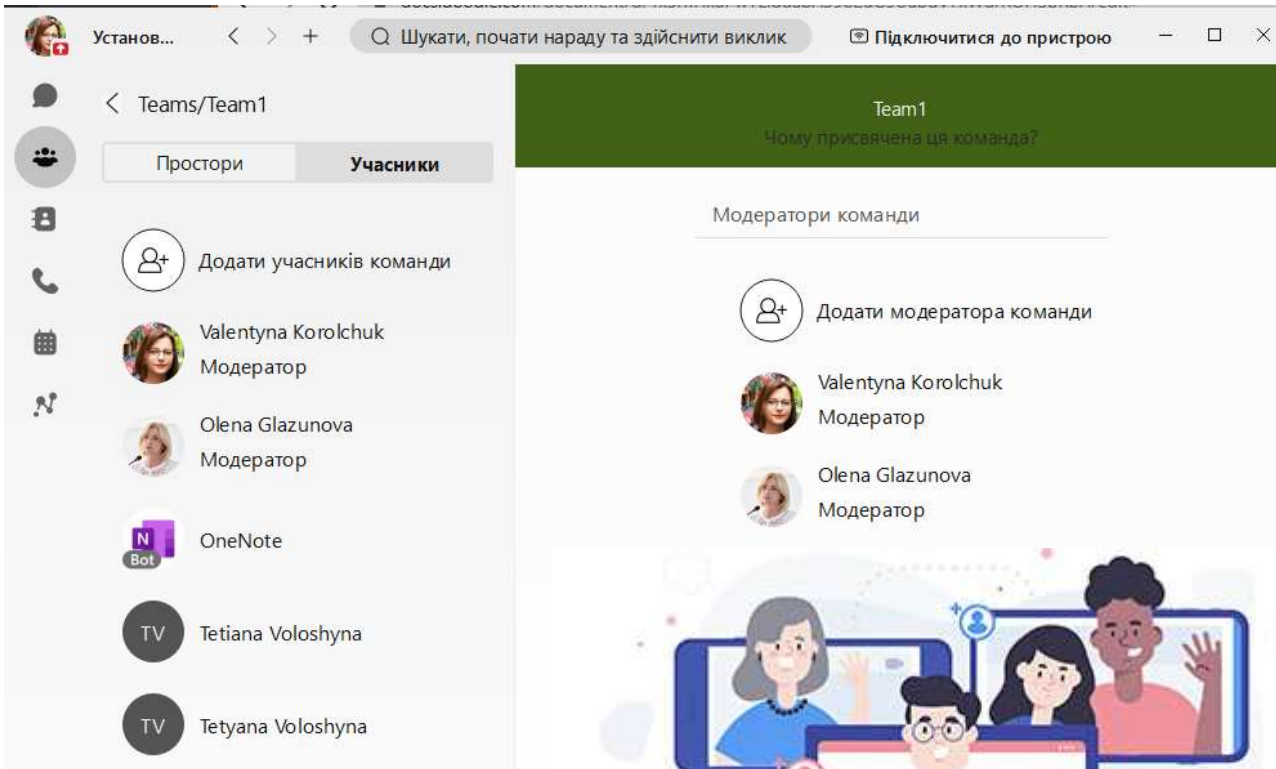 Установ...
Шукати, почати нараду та здійснити виклик
Підключитися до пристрою
Teams/Team1
Простори
Учасники
Додати учасників команди
Valentyna Korolchuk
Модератор
Olena Glazunova
Модератор
N
Bot
OneNote
TV
Tetiana Voloshyna
TV
Tetyana Voloshyna
Team1
Чому присвячена ця команда?
Модератори команди
Додати модератора команди
Valentyna Korolchuk
Модератор
Olena Glazunova
Модератор